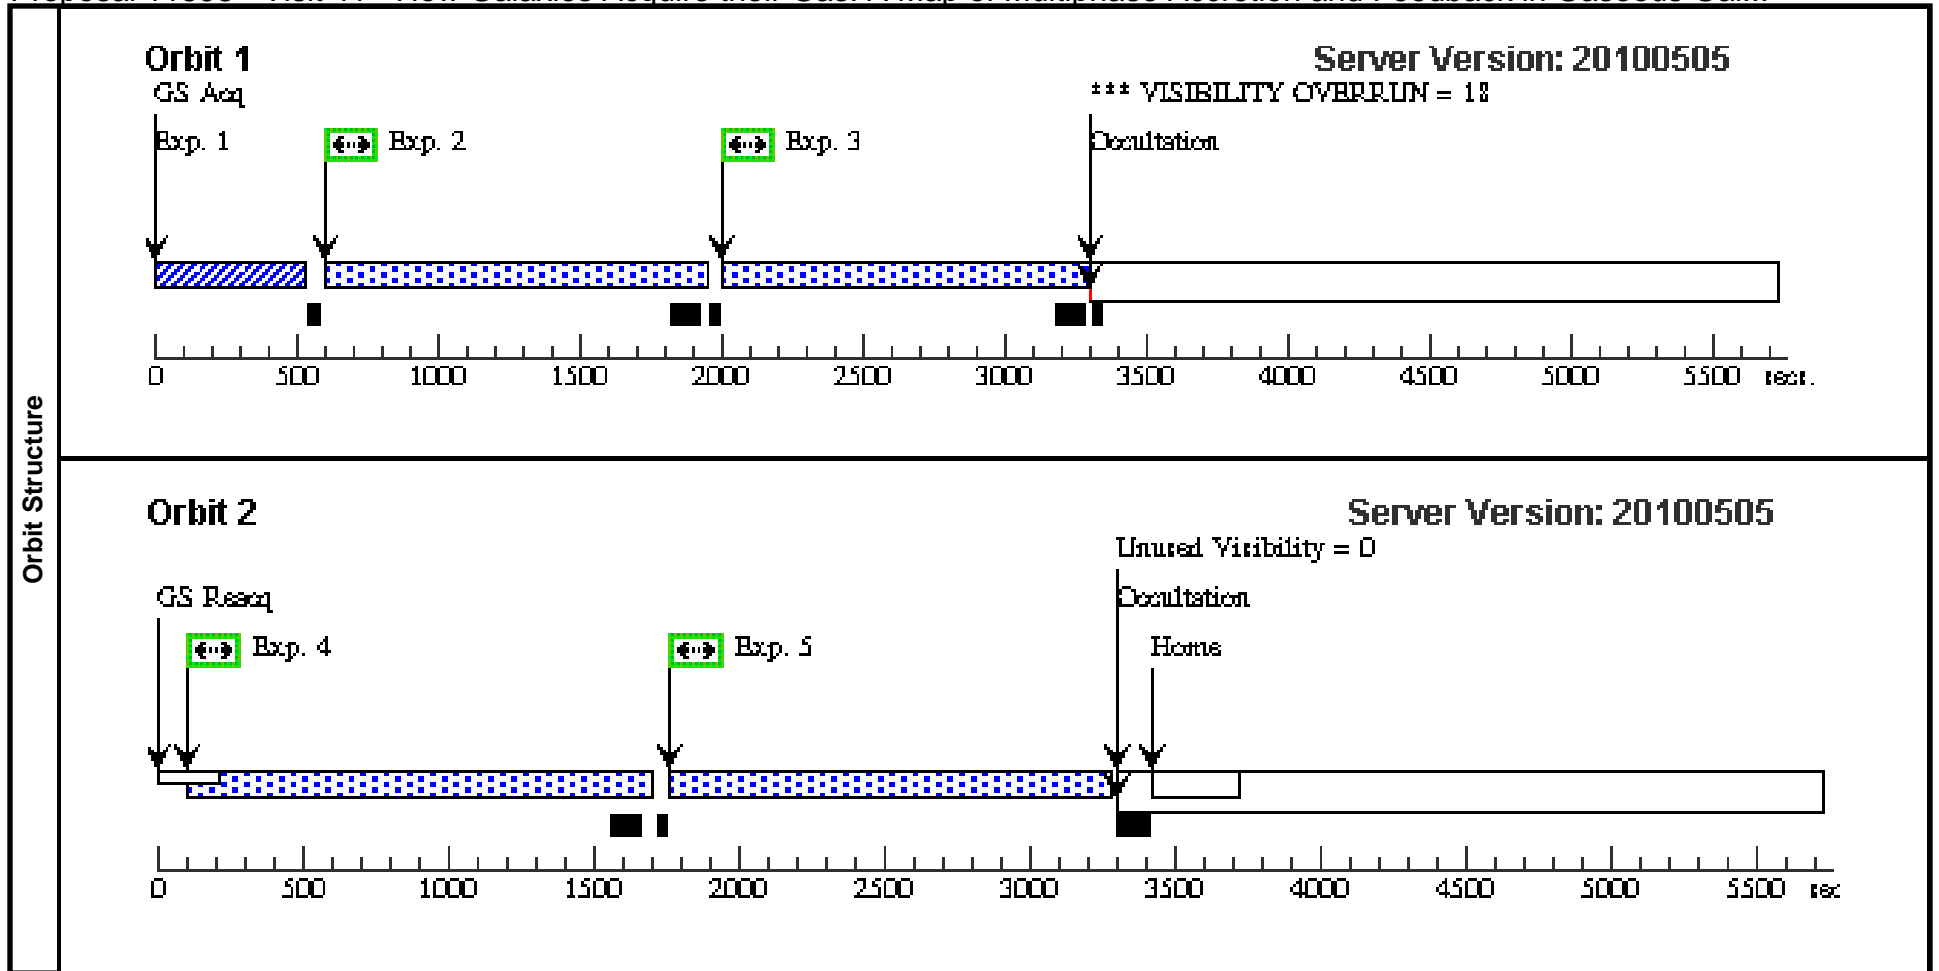 Orbit Structure
Orbit 1
Server Version: 20100505
GS Acq
*** VISIBILITY OVERRUN = 18
Exp. 1
Exp. 2
Exp. 3
Occultation
0 500 1000 1500 2000 2500 3000 3500 4000 4500 5000 5500 secs.
Orbit 2
Server Version: 20100505
Unused Visibility = 0
GS Reacq
Occultation
Exp. 4
Exp. 5
Home
0 500 1000 1500 2000 2500 3000 3500 4000 4500 5000 5500 sec